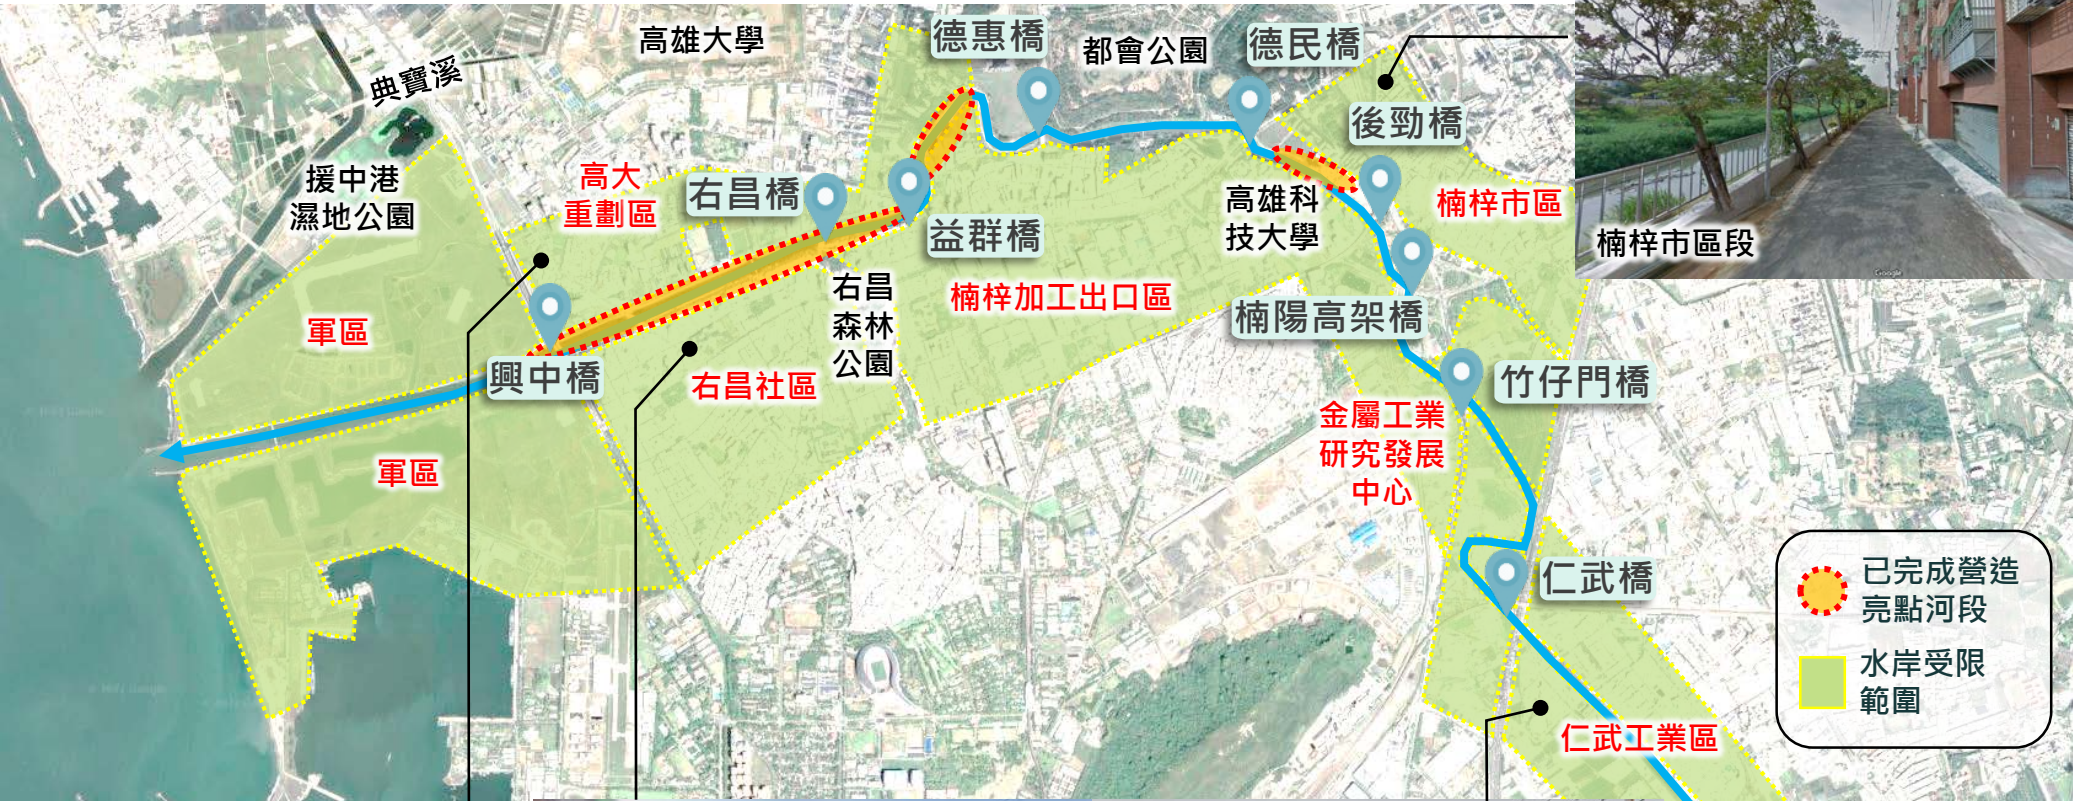 高雄大學
德惠橋
都會公園
德民橋
典寶溪
後勁橋
援中港
濕地公園
高大
重劃區
右昌橋
益群橋
高雄科
技大學
楠梓市區
楠梓市區段
Google
右昌
森林
公園
楠梓加工出口區
楠陽高架橋
軍區
興中橋
右昌社區
竹仔門橋
金屬工業
研究發展
中心
軍區
仁武橋
已完成營造
亮點河段
水岸受限
範圍
仁武工業區